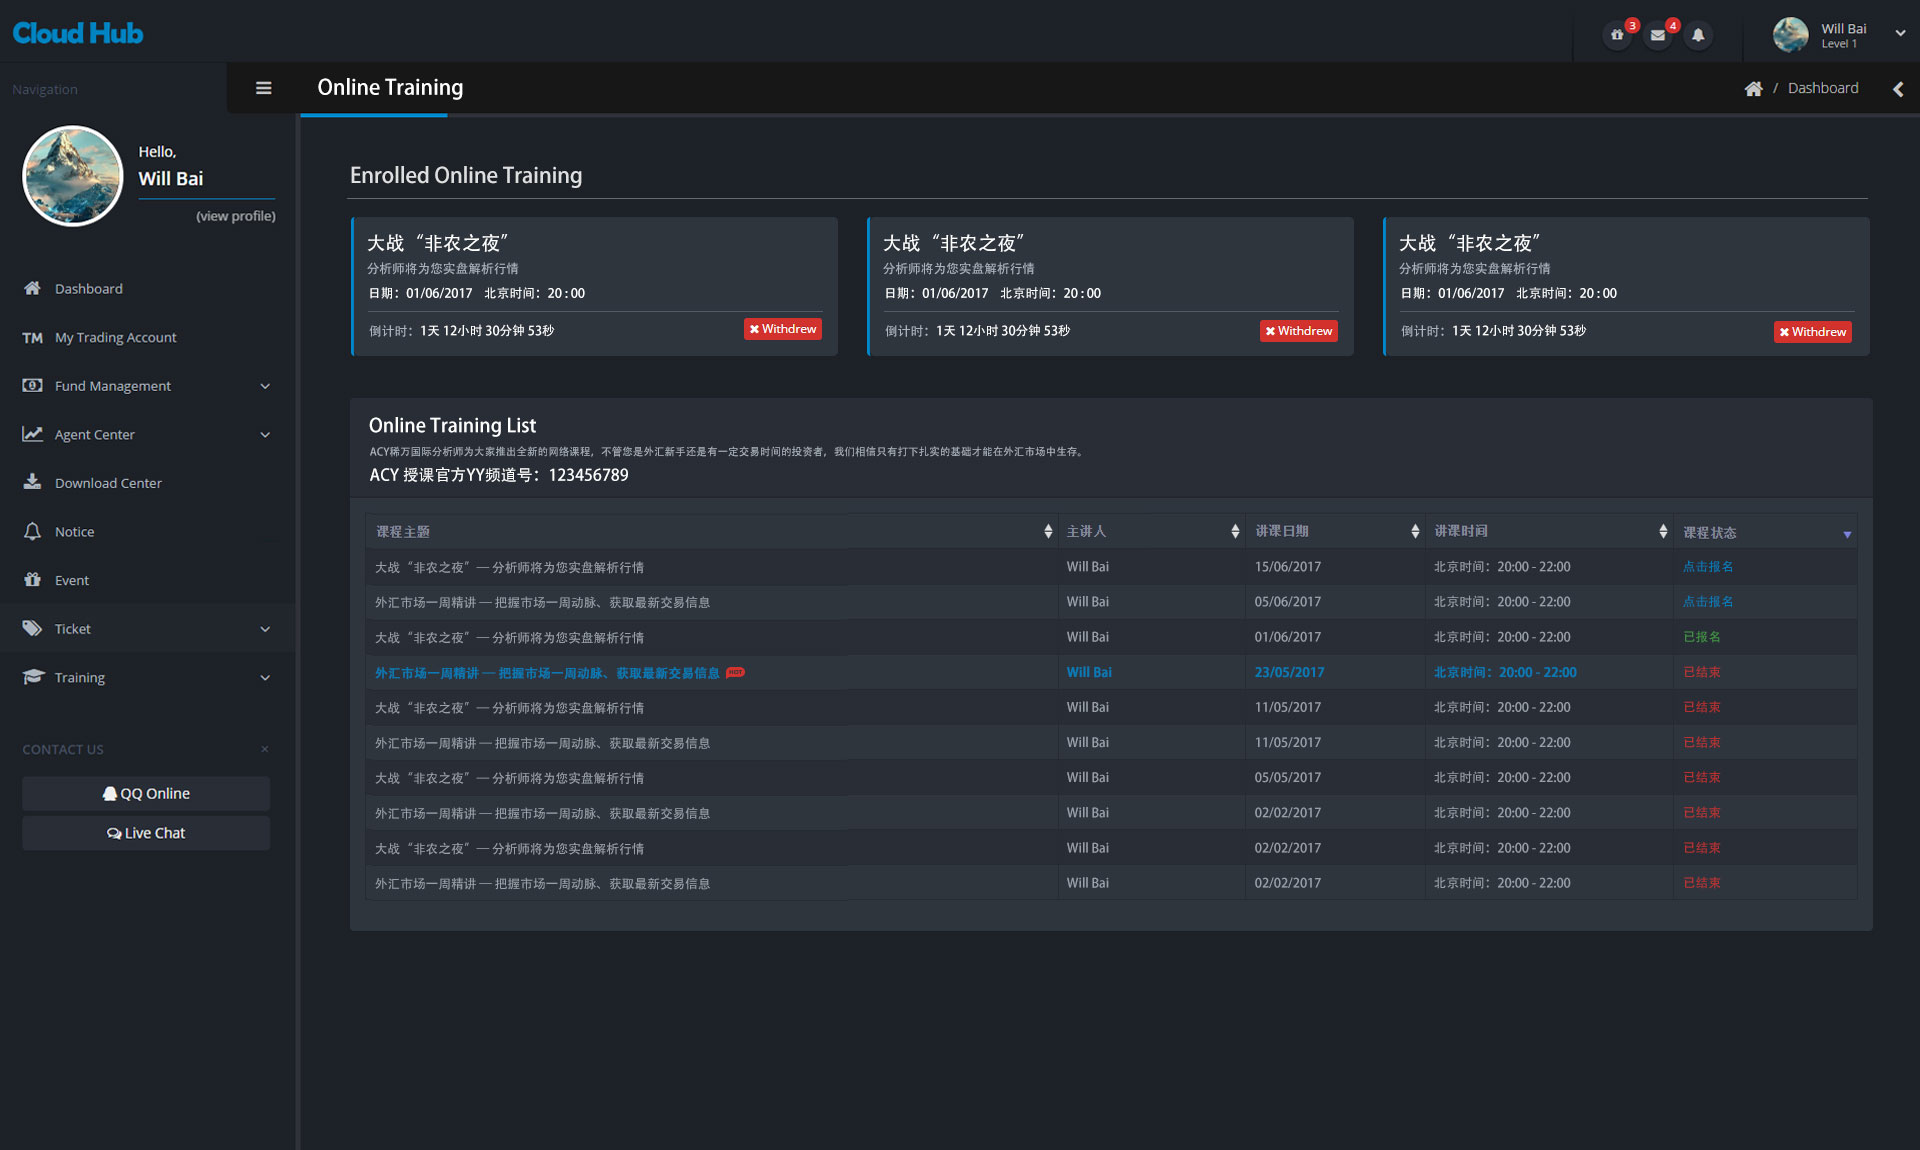 Cloud Hub
3
4
Will Bai
Level 1
Navigation
Online Training
/ Dashboard
Hello,
Will Bai
(view profile)
Dashboard
TM My Trading Account
Fund Management
Agent Center
Download Center
Notice
Event
Ticket
Training
CONTACT US ×
QQ Online
Live Chat
Enrolled Online Training
大战“非农之夜”
分析师将为您实盘解析行情
日期：01/06/2017 北京时间：20 : 00
倒计时：1天 12小时 30分钟 53秒
Withdrew
大战“非农之夜”
分析师将为您实盘解析行情
日期：01/06/2017 北京时间：20 : 00
倒计时：1天 12小时 30分钟 53秒
Withdrew
大战“非农之夜”
分析师将为您实盘解析行情
日期：01/06/2017 北京时间：20 : 00
倒计时：1天 12小时 30分钟 53秒
Withdrew
Online Training List
ACY稀万国际分析师为大家推出全新的网络课程，不管您是外汇新手还是有一定交易时间的投资者，我们相信只有打下扎实的基础才能在外汇市场中生存。
ACY 授课官方YY频道号：123456789
课程主题 主讲人 讲课日期 讲课时间 课程状态
大战“非农之夜”— 分析师将为您实盘解析行情 Will Bai 15/06/2017 北京时间：20:00 - 22:00 点击报名
外汇市场一周精讲 — 把握市场一周动脉、获取最新交易信息 Will Bai 05/06/2017 北京时间：20:00 - 22:00 点击报名
大战“非农之夜”— 分析师将为您实盘解析行情 Will Bai 01/06/2017 北京时间：20:00 - 22:00 已报名
外汇市场一周精讲 — 把握市场一周动脉、获取最新交易信息 HOT Will Bai 23/05/2017 北京时间：20:00 - 22:00 已结束
大战“非农之夜”— 分析师将为您实盘解析行情 Will Bai 11/05/2017 北京时间：20:00 - 22:00 已结束
外汇市场一周精讲 — 把握市场一周动脉、获取最新交易信息 Will Bai 11/05/2017 北京时间：20:00 - 22:00 已结束
大战“非农之夜”— 分析师将为您实盘解析行情 Will Bai 05/05/2017 北京时间：20:00 - 22:00 已结束
外汇市场一周精讲 — 把握市场一周动脉、获取最新交易信息 Will Bai 02/02/2017 北京时间：20:00 - 22:00 已结束
大战“非农之夜”— 分析师将为您实盘解析行情 Will Bai 02/02/2017 北京时间：20:00 - 22:00 已结束
外汇市场一周精讲 — 把握市场一周动脉、获取最新交易信息 Will Bai 02/02/2017 北京时间：20:00 - 22:00 已结束